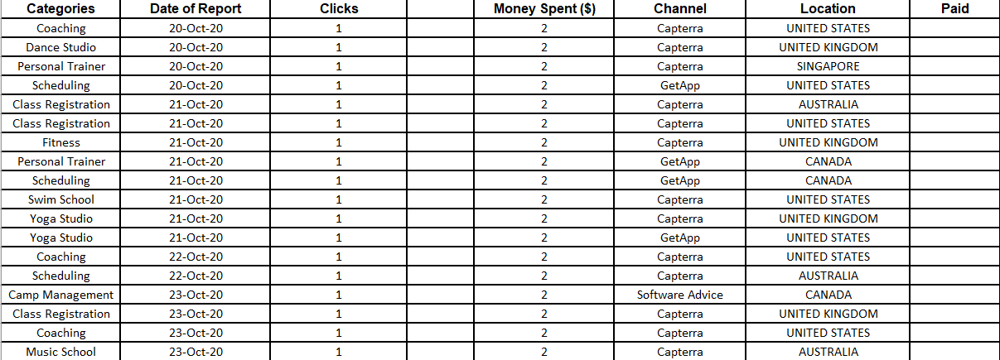 Categories Date of Report Clicks Money Spent ($) Channel Location Paid
Coaching 20-Oct-20 1 2 Capterra UNITED STATES
Dance Studio 20-Oct-20 1 2 Capterra UNITED KINGDOM
Personal Trainer 20-Oct-20 1 2 Capterra SINGAPORE
Scheduling 20-Oct-20 1 2 GetApp UNITED STATES
Class Registration 21-Oct-20 1 2 Capterra AUSTRALIA
Class Registration 21-Oct-20 1 2 Capterra UNITED STATES
Fitness 21-Oct-20 1 2 Capterra UNITED KINGDOM
Personal Trainer 21-Oct-20 1 2 GetApp CANADA
Scheduling 21-Oct-20 1 2 GetApp CANADA
Swim School 21-Oct-20 1 2 Capterra UNITED STATES
Yoga Studio 21-Oct-20 1 2 Capterra UNITED KINGDOM
Yoga Studio 21-Oct-20 1 2 GetApp UNITED STATES
Coaching 22-Oct-20 1 2 Capterra UNITED STATES
Scheduling 22-Oct-20 1 2 Capterra AUSTRALIA
Camp Management 23-Oct-20 1 2 Software Advice CANADA
Class Registration 23-Oct-20 1 2 Capterra UNITED KINGDOM
Coaching 23-Oct-20 1 2 Capterra UNITED STATES
Music School 23-Oct-20 1 2 Capterra AUSTRALIA